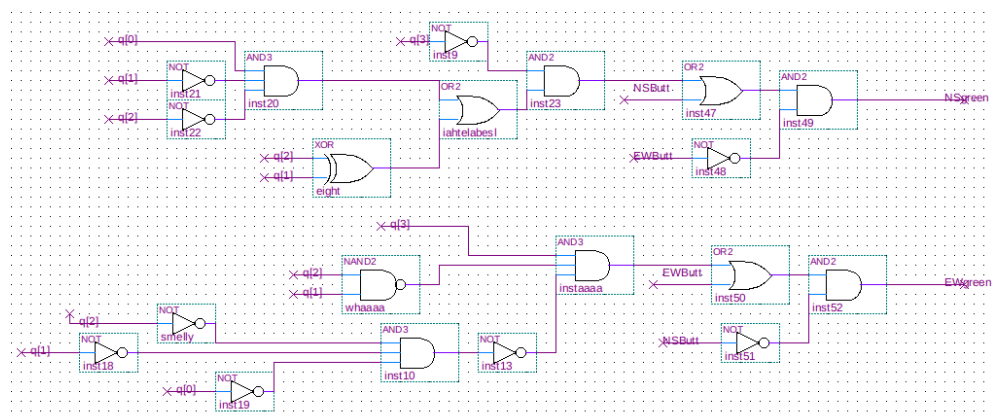 q[0]
NOT
q[3]
inst9
AND3
AND2
q[1]
NOT
inst21
inst20
OR2
inst23
OR2
NSButt
inst47
AND2
NSgreen
inst49
q[2]
NOT
inst22
iahtelabesl
XOR
q[2]
q[1]
eight
EWButt
NOT
inst48
q[3]
AND3
NAND2
q[2]
q[1]
whaaaa
instaaaa
OR2
EWButt
inst50
AND2
EWgreen
inst52
q[2]
NOT
smelly
AND3
q[1]
NOT
inst18
inst10
NOT
inst13
NSButt
NOT
inst51
q[0]
NOT
inst19